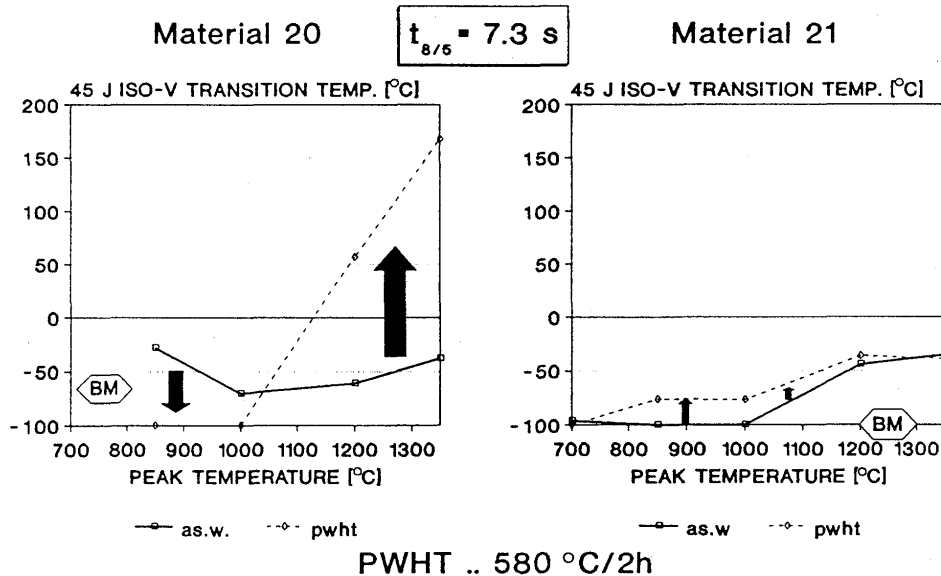 Material 20
t8/5 = 7.3 s
Material 21
45 J ISO-V TRANSITION TEMP. [°C]
200
150
100
50
0
-50
-100
BM
700 800 900 1000 1100 1200 1300
PEAK TEMPERATURE [°C]
as.w. pwht
45 J ISO-V TRANSITION TEMP. [°C]
200
150
100
50
0
-50
-100
BM
700 800 900 1000 1100 1200 1300
PEAK TEMPERATURE [°C]
as.w pwht
PWHT .. 580 °C/2h